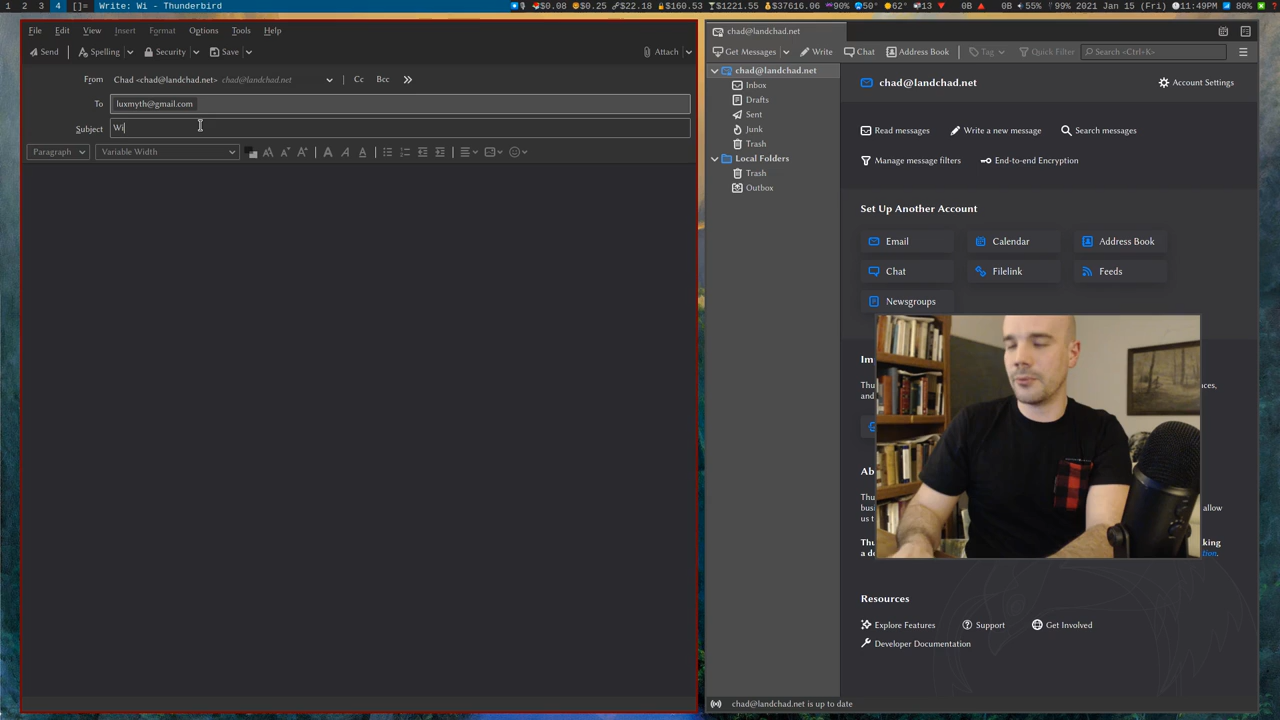 1 2 3 4 []= Write: Wi - Thunderbird
$0.08 $0.25 $22.18 $160.53 $1221.55 $37616.06 90% 50° 62° 13 0B 0B 55% 99% 2021 Jan 15 (Fri) 11:49PM 80%
File Edit View Insert Format Options Tools Help
Send Spelling Security Save Attach
From Chad <chad@landchad.net> chad@landchad.net Cc Bcc
To luxmyth@gmail.com
Subject Wi
Paragraph Variable Width
chad@landchad.net
Get Messages Write Chat Address Book Tag Quick Filter Search <Ctrl+K>
chad@landchad.net
Inbox
Drafts
Sent
Junk
Trash
Local Folders
Trash
Outbox
chad@landchad.net Account Settings
Read messages Write a new message Search messages
Manage message filters End-to-end Encryption
Set Up Another Account
Email Calendar Address Book
Chat Filelink Feeds
Newsgroups
Resources
Explore Features Support Get Involved
Developer Documentation
chad@landchad.net is up to date